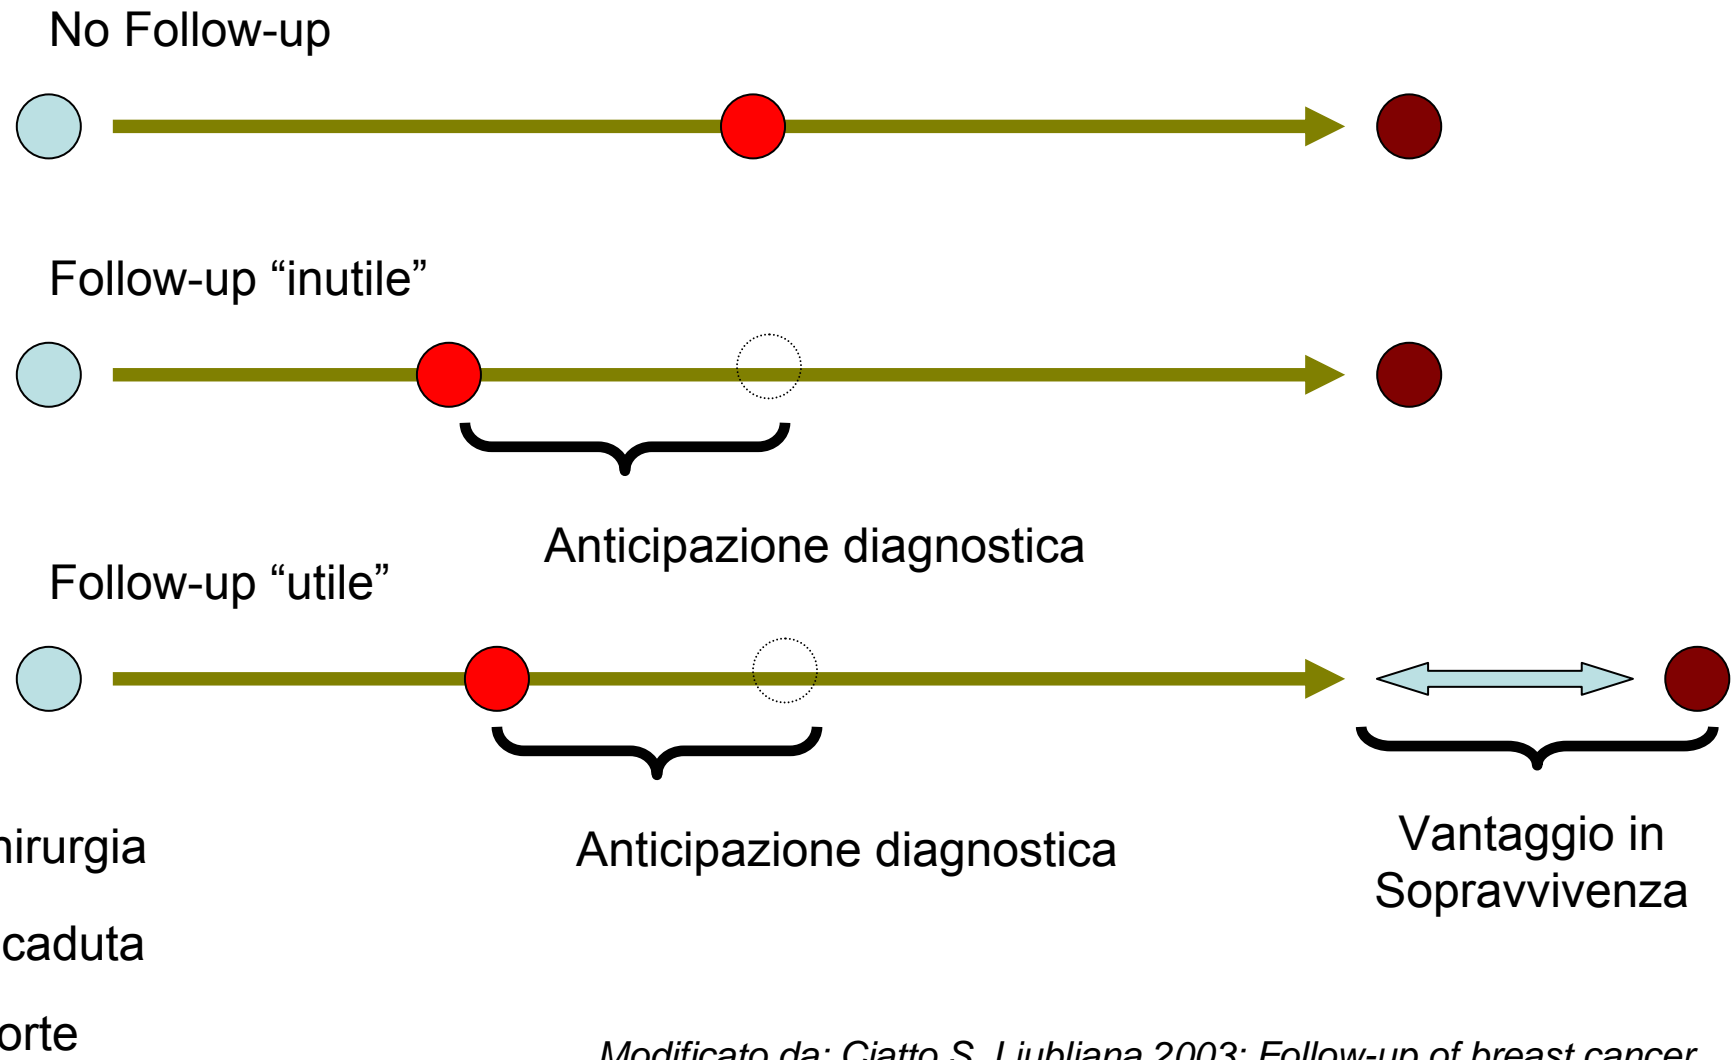 No Follow-up
Follow-up “inutile”
Anticipazione diagnostica
Follow-up “utile”
Anticipazione diagnostica
Vantaggio in
Sopravvivenza
hirurgia
caduta
orte
Modificato da: Ciatto S. Ljubljana 2003: Follow-up of breast cancer